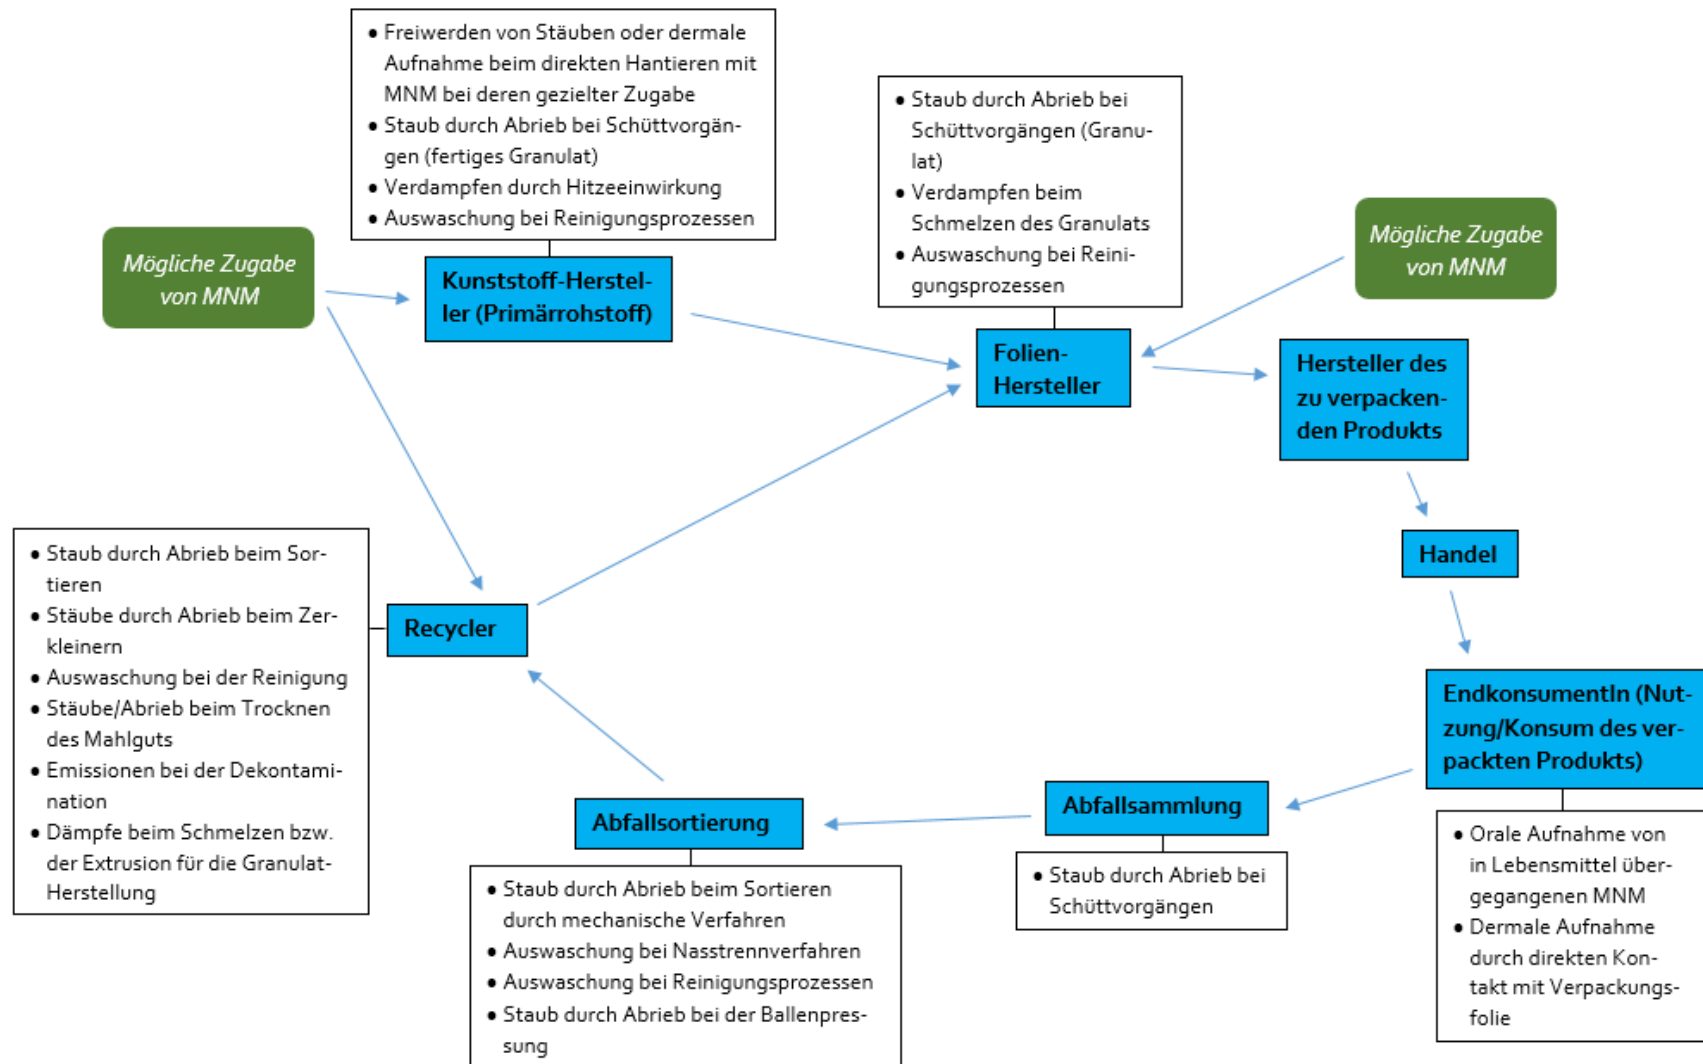 • Freiwerden von Stäuben oder dermale
Aufnahme beim direkten Hantieren mit
MNM bei deren gezielter Zugabe
• Staub durch Abrieb bei Schüttvorgän-
gen (fertiges Granulat)
• Verdampfen durch Hitzeeinwirkung
• Auswaschung bei Reinigungsprozessen
• Staub durch Abrieb bei
Schüttvorgängen (Granu-
lat)
• Verdampfen beim
Schmelzen des Granulats
• Auswaschung bei Reini-
gungsprozessen
Mögliche Zugabe
von MNM
Kunststoff-Herstel-
ler (Primärrohstoff)
Mögliche Zugabe
von MNM
Folien-
Hersteller
Hersteller des
zu verpacken-
den Produkts
Handel
• Staub durch Abrieb beim Sor-
tieren
• Stäube durch Abrieb beim Zer-
kleinern
• Auswaschung bei der Reinigung
• Stäube/Abrieb beim Trocknen
des Mahlguts
• Emissionen bei der Dekontami-
nation
• Dämpfe beim Schmelzen bzw.
der Extrusion für die Granulat-
Herstellung
Recycler
EndkonsumentIn (Nut-
zung/Konsum des ver-
packten Produkts)
Abfallsortierung
Abfallsammlung
• Orale Aufnahme von
in Lebensmittel über-
gegangenen MNM
• Dermale Aufnahme
durch direkten Kon-
takt mit Verpackungs-
folie
• Staub durch Abrieb bei
Schüttvorgängen
• Staub durch Abrieb beim Sortieren
durch mechanische Verfahren
• Auswaschung bei Nasstrennverfahren
• Auswaschung bei Reinigungsprozessen
• Staub durch Abrieb bei der Ballenpres-
sung